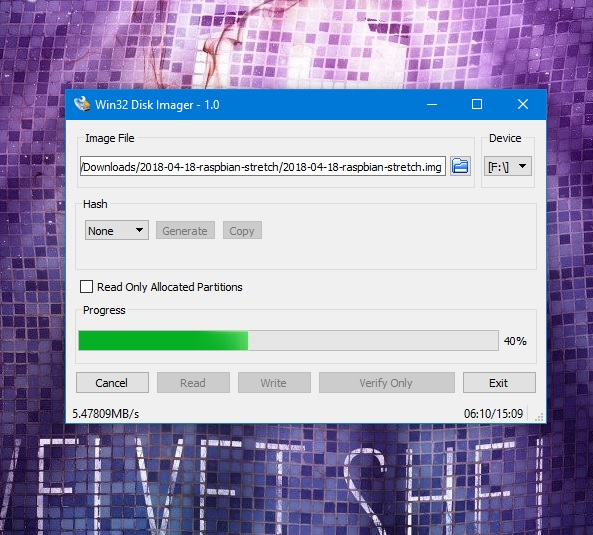 Win32 Disk Imager - 1.0
Image File
Device
/Downloads/2018-04-18-raspbian-stretch/2018-04-18-raspbian-stretch.img
[F:\]
Hash
None
Generate
Copy
Read Only Allocated Partitions
Progress
40%
Cancel
Read
Write
Verify Only
Exit
5.47809MB/s
06:10/15:09
VELVET SHEL